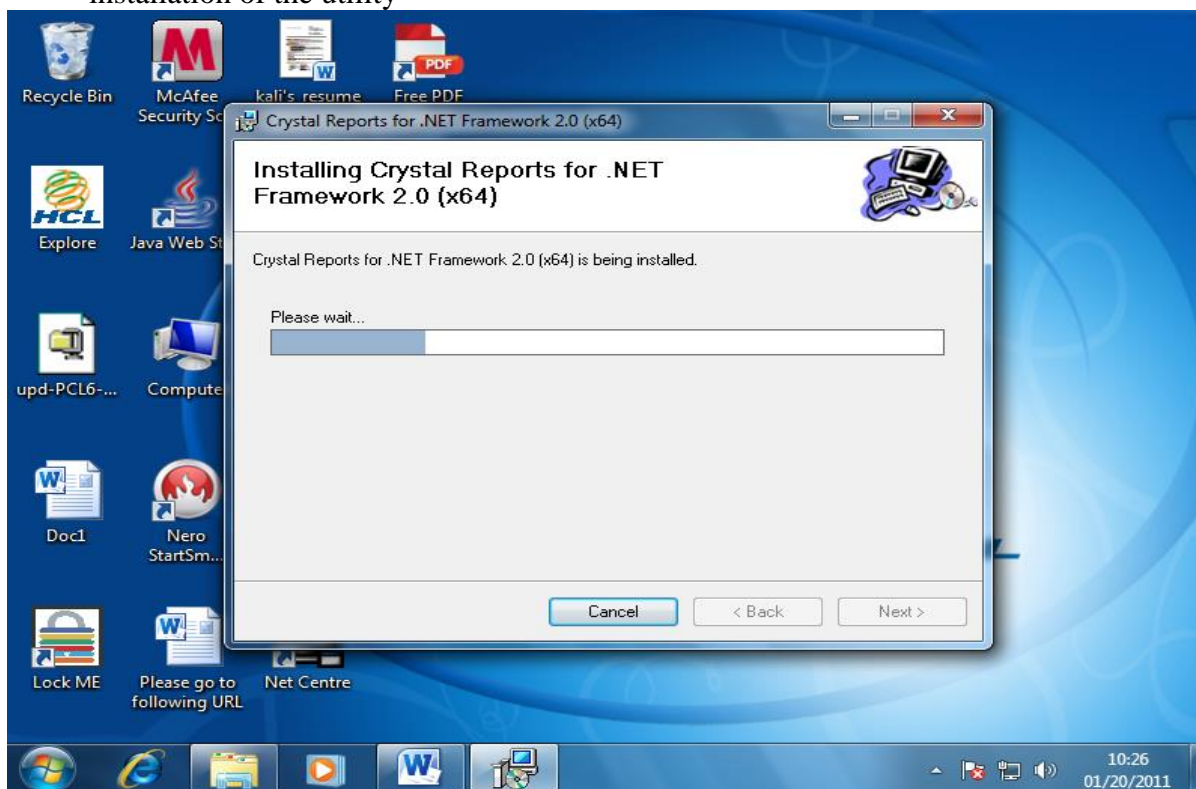 installation of the utility
Recycle Bin
McAfee
Security Sc
kali's resume
Free PDF
PDF
W
Crystal Reports for .NET Framework 2.0 (x64)
Installing Crystal Reports for .NET
Framework 2.0 (x64)
HCL
Explore
Java Web St
Crystal Reports for .NET Framework 2.0 (x64) is being installed.
Please wait...
upd-PCL6-...
Compute
W
Doc1
Nero
StartSm...
Cancel
< Back
Next >
W
Lock ME
Please go to
following URL
Net Centre
W
10:26
01/20/2011